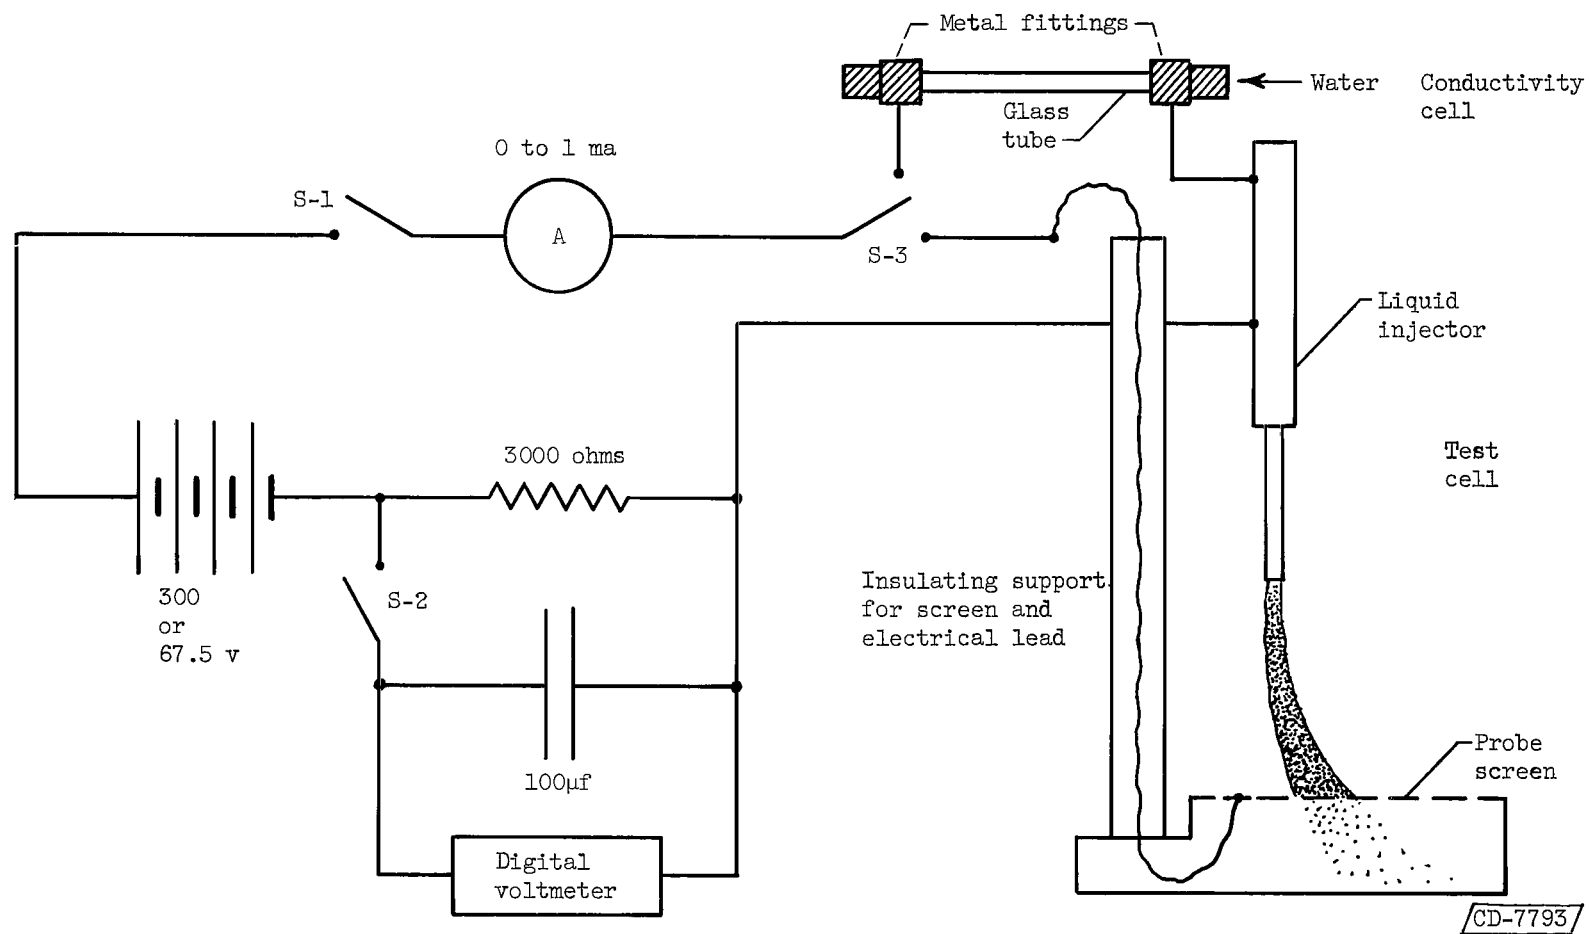 Metal fittings
Water
Conductivity
cell
Glass
tube
0 to 1 ma
S-1
A
S-3
Liquid
injector
3000 ohms
Test
cell
300
or
67.5 v
S-2
Insulating support
for screen and
electrical lead
100μf
Probe
screen
Digital
voltmeter
CD-7793